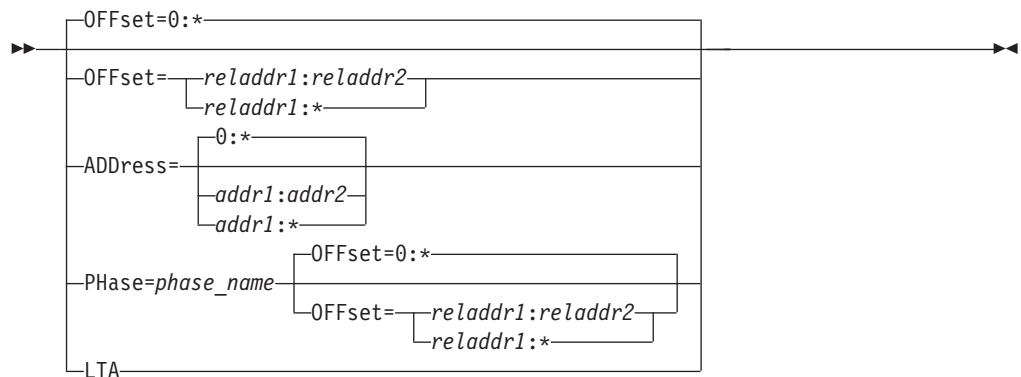 OFFset=0:*
OFFset= reladdr1:reladdr2
reladdr1:*
0:*
ADDress=
addr1:addr2
addr1:*
OFFset=0:*
PHase=phase_name
OFFset= reladdr1:reladdr2
reladdr1:*
LTA